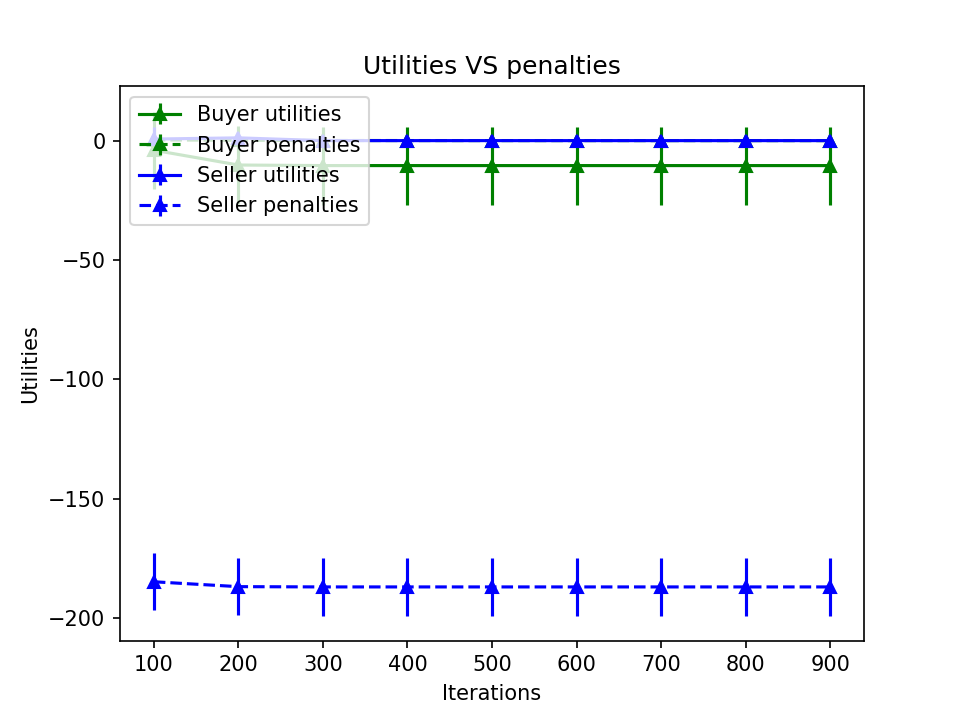 Utilities VS penalties
Buyer utilities
Buyer penalties
Seller utilities
Seller penalties
0
−50
−100
−150
−200
Utilities
100 200 300 400 500 600 700 800 900
Iterations